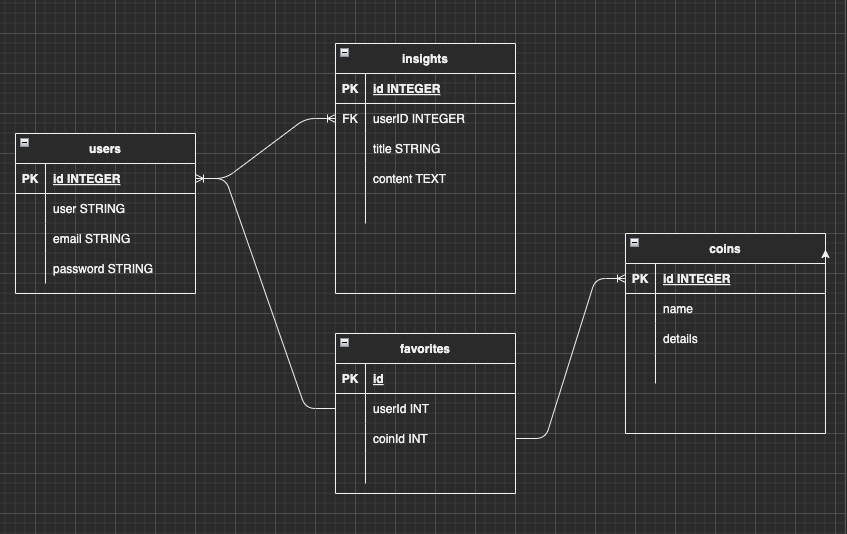 insights
PK id INTEGER
FK userID INTEGER
title STRING
content TEXT
users
PK id INTEGER
user STRING
email STRING
password STRING
coins
PK id INTEGER
name
details
favorites
PK id
userId INT
coinId INT